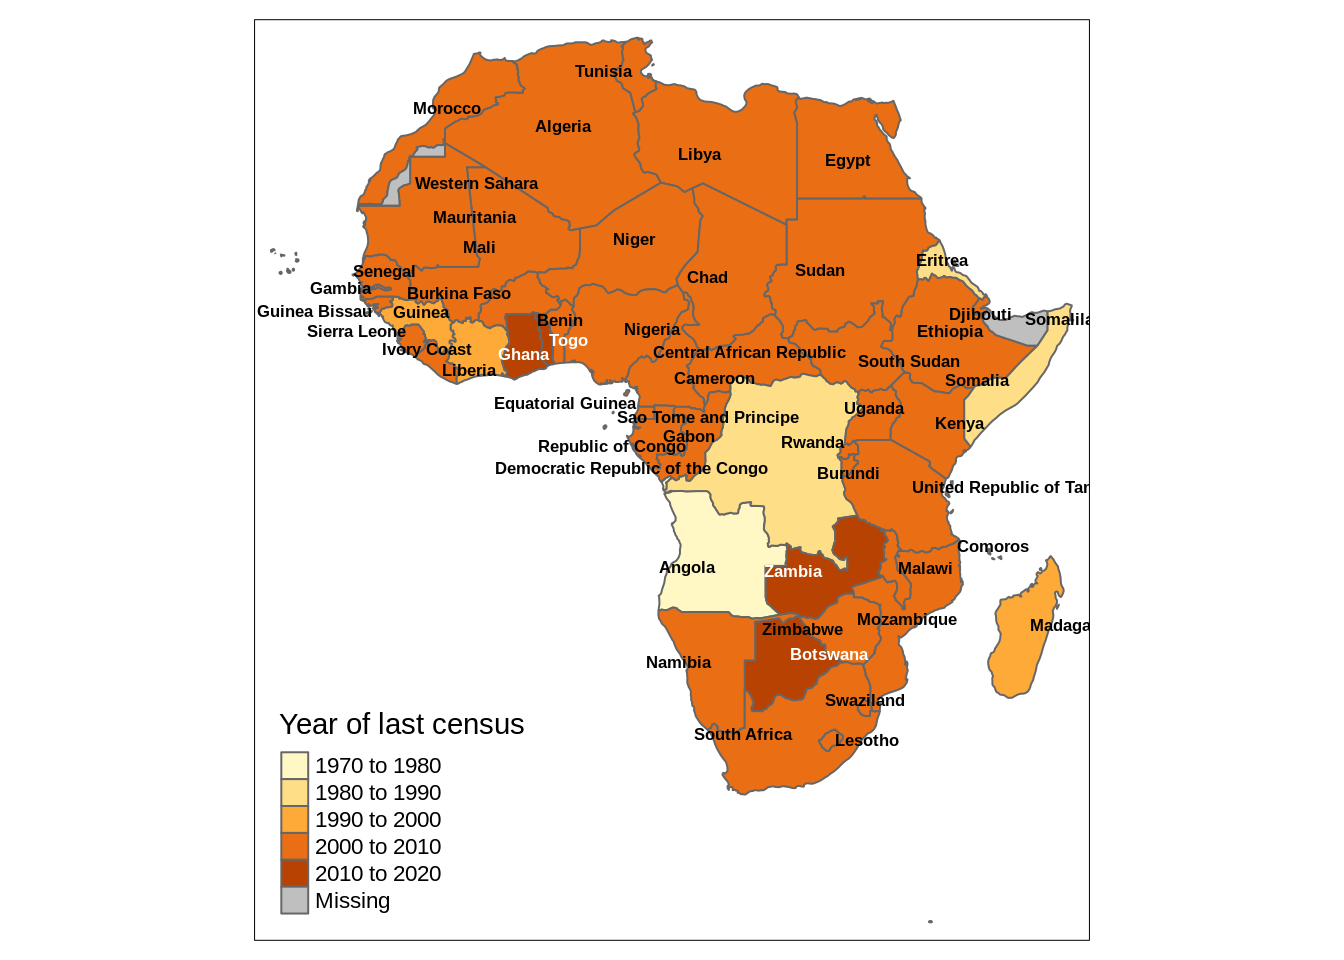 Tunisia
Morocco
Algeria
Libya
Egypt
Western Sahara
Mauritania
Niger
Mali
Eritrea
Senegal
Sudan
Chad
Gambia
Burkina Faso
Guinea Bissau
Guinea
Djibouti
Somalila
Benin
Sierra Leone
Nigeria
Ethiopia
Togo
Ivory Coast
Ghana
Central African Republic
South Sudan
Liberia
Cameroon
Somalia
Equatorial Guinea
Uganda
Sao Tome and Principe
Kenya
Gabon
Rwanda
Republic of Congo
Democratic Republic of the Congo
Burundi
United Republic of Tan
Comoros
Angola
Zambia
Malawi
Mozambique
Madaga
Zimbabwe
Botswana
Namibia
Swaziland
South Africa
Lesotho
Year of last census
1970 to 1980
1980 to 1990
1990 to 2000
2000 to 2010
2010 to 2020
Missing